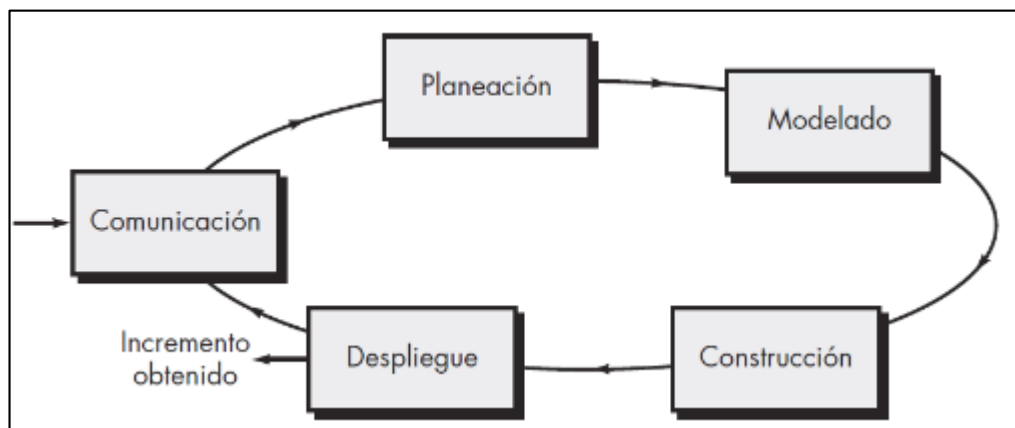 Planeación
Modelado
Comunicación
Incremento
obtenido
Despliegue
Construcción